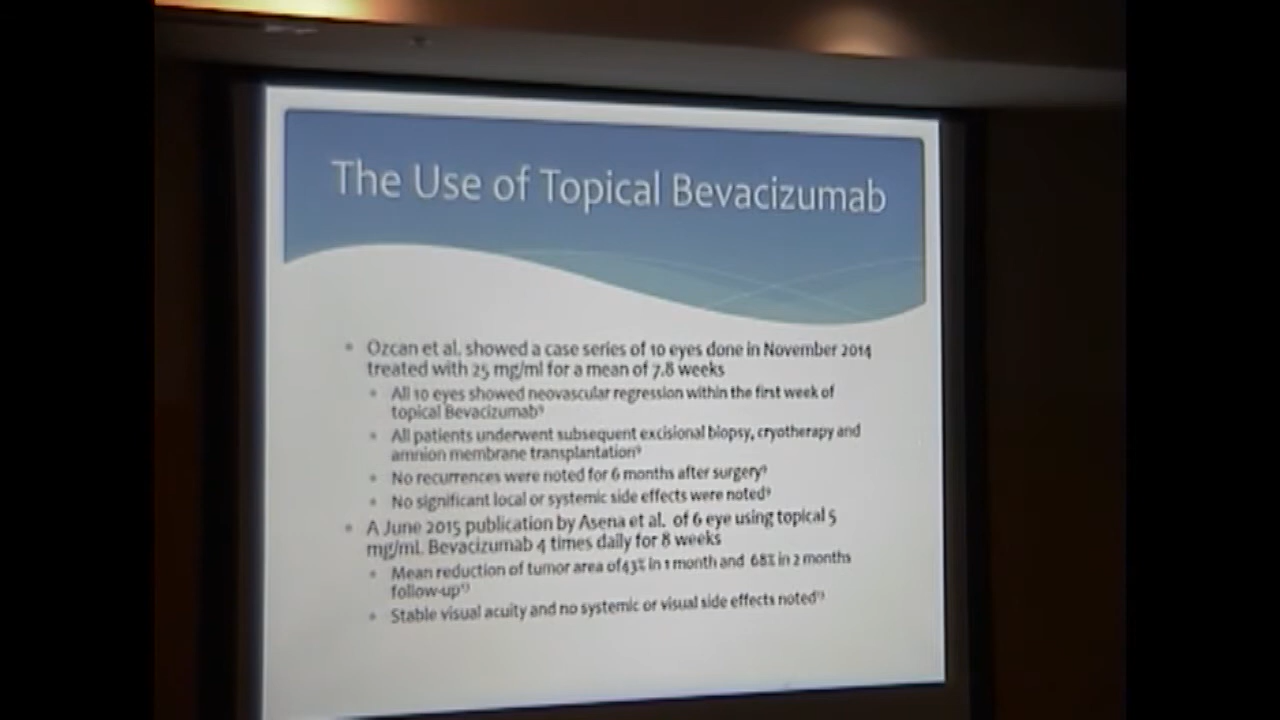 The Use of Topical Bevacizumab
• Ozcan et al. showed a case series of 10 eyes done in November 2014
treated with 25 mg/ml for a mean of 7.8 weeks
• All 10 eyes showed neovascular regression within the first week of
topical Bevacizumab⁹
• All patients underwent subsequent excisional biopsy, cryotherapy and
amnion membrane transplantation⁹
• No recurrences were noted for 6 months after surgery⁹
• No significant local or systemic side effects were noted⁹
• A June 2015 publication by Asena et al. of 6 eye using topical 5
mg/mL Bevacizumab 4 times daily for 8 weeks
• Mean reduction of tumor area of 43% in 1 month and 68% in 2 months
follow-up
• Stable visual acuity and no systemic or visual side effects noted